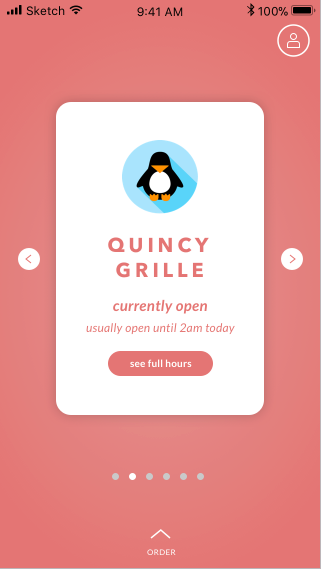 Sketch 9:41 AM 100%
QUINCY
GRILLE
currently open
usually open until 2am today
see full hours
ORDER